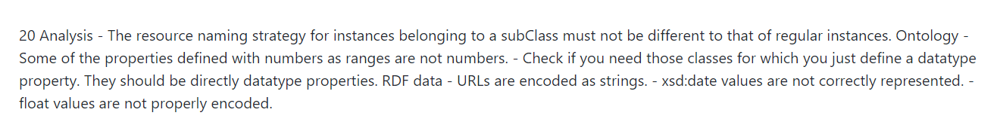 20 Analysis - The resource naming strategy for instances belonging to a subClass must not be different to that of regular instances. Ontology -
Some of the properties defined with numbers as ranges are not numbers. - Check if you need those classes for which you just define a datatype
property. They should be directly datatype properties. RDF data - URLs are encoded as strings. - xsd:date values are not correctly represented. -
float values are not properly encoded.